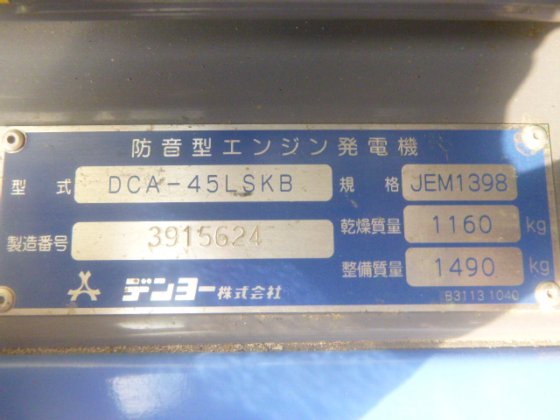 防音型エンジン発電機
型 式 DCA-45LSKB 規 格 JEM1398
製造番号 3915624 乾燥質量 1160 kg
整備質量 1490 kg
デンヨー株式会社
B3113 1040